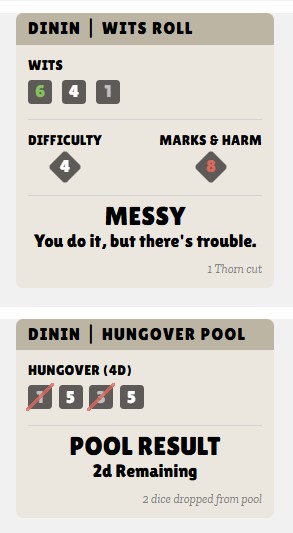 DININ | WITS ROLL
WITS
6 4 1
DIFFICULTY MARKS & HARM
4 8
MESSY
You do it, but there's trouble.
1 Thorn cut
DININ | HUNGOVER POOL
HUNGOVER (4D)
1 5 3 5
POOL RESULT
2d Remaining
2 dice dropped from pool